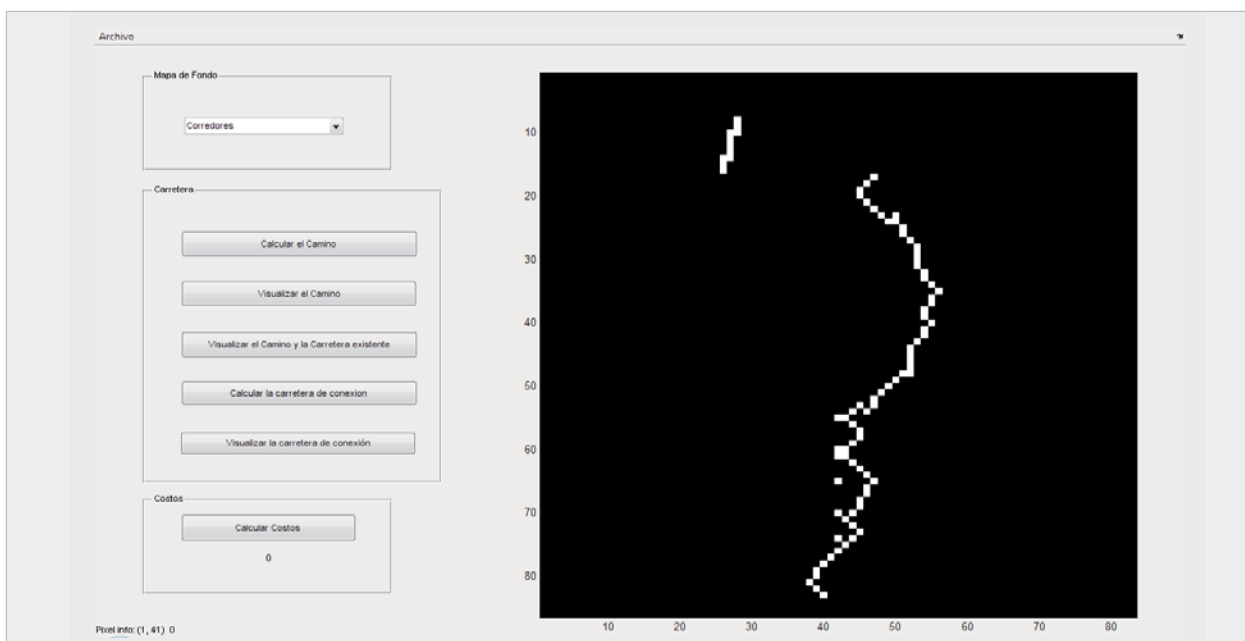 Archivo
Mapa de Fondo
Corredores
Carretera
Calcular el Camino
Visualizar el Camino
Visualizar el Camino y la Carretera existente
Calcular la carretera de conexion
Visualizar la carretera de conexión
Costos
Calcular Costos
0
Pixel info: (1, 41) 0
10
20
30
40
50
60
70
80
10 20 30 40 50 60 70 80